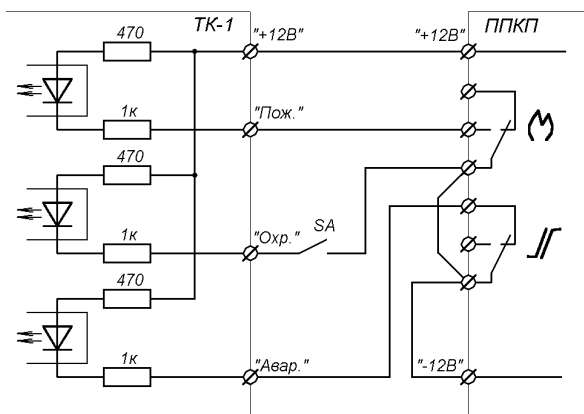 ТК-1
ППКП
470
"+12В"
"+12В"
1к
"Пож."
470
1к
"Охр."
SA
470
1к
"Авар."
"-12В"